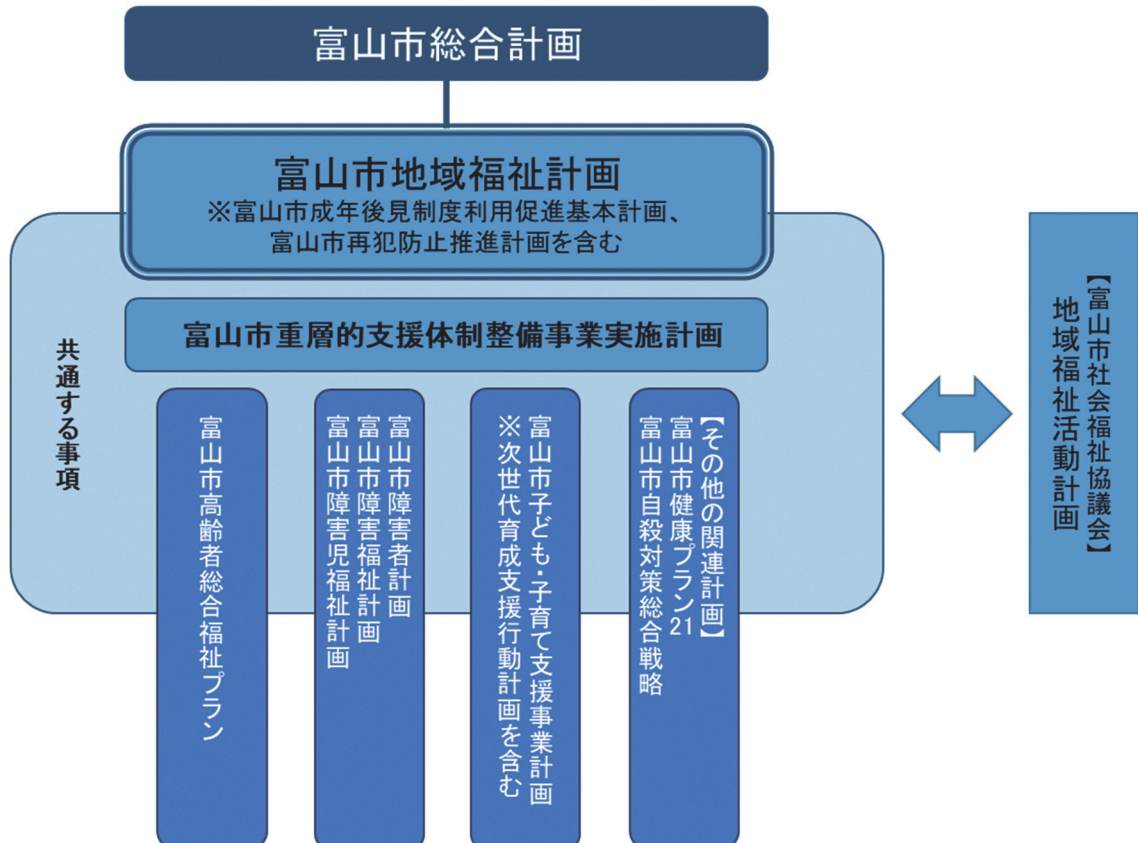 富山市総合計画
富山市地域福祉計画
※富山市成年後見制度利用促進基本計画、
富山市再犯防止推進計画を含む
富山市重層的支援体制整備事業実施計画
共通する事項
富山市高齢者総合福祉プラン
富山市障害者計画
富山市障害福祉計画
富山市障害児福祉計画
富山市子ども・子育て支援事業計画
※次世代育成支援行動計画を含む
【その他の関連計画】
富山市健康プラン21
富山市自殺対策総合戦略
【富山市社会福祉協議会】
地域福祉活動計画